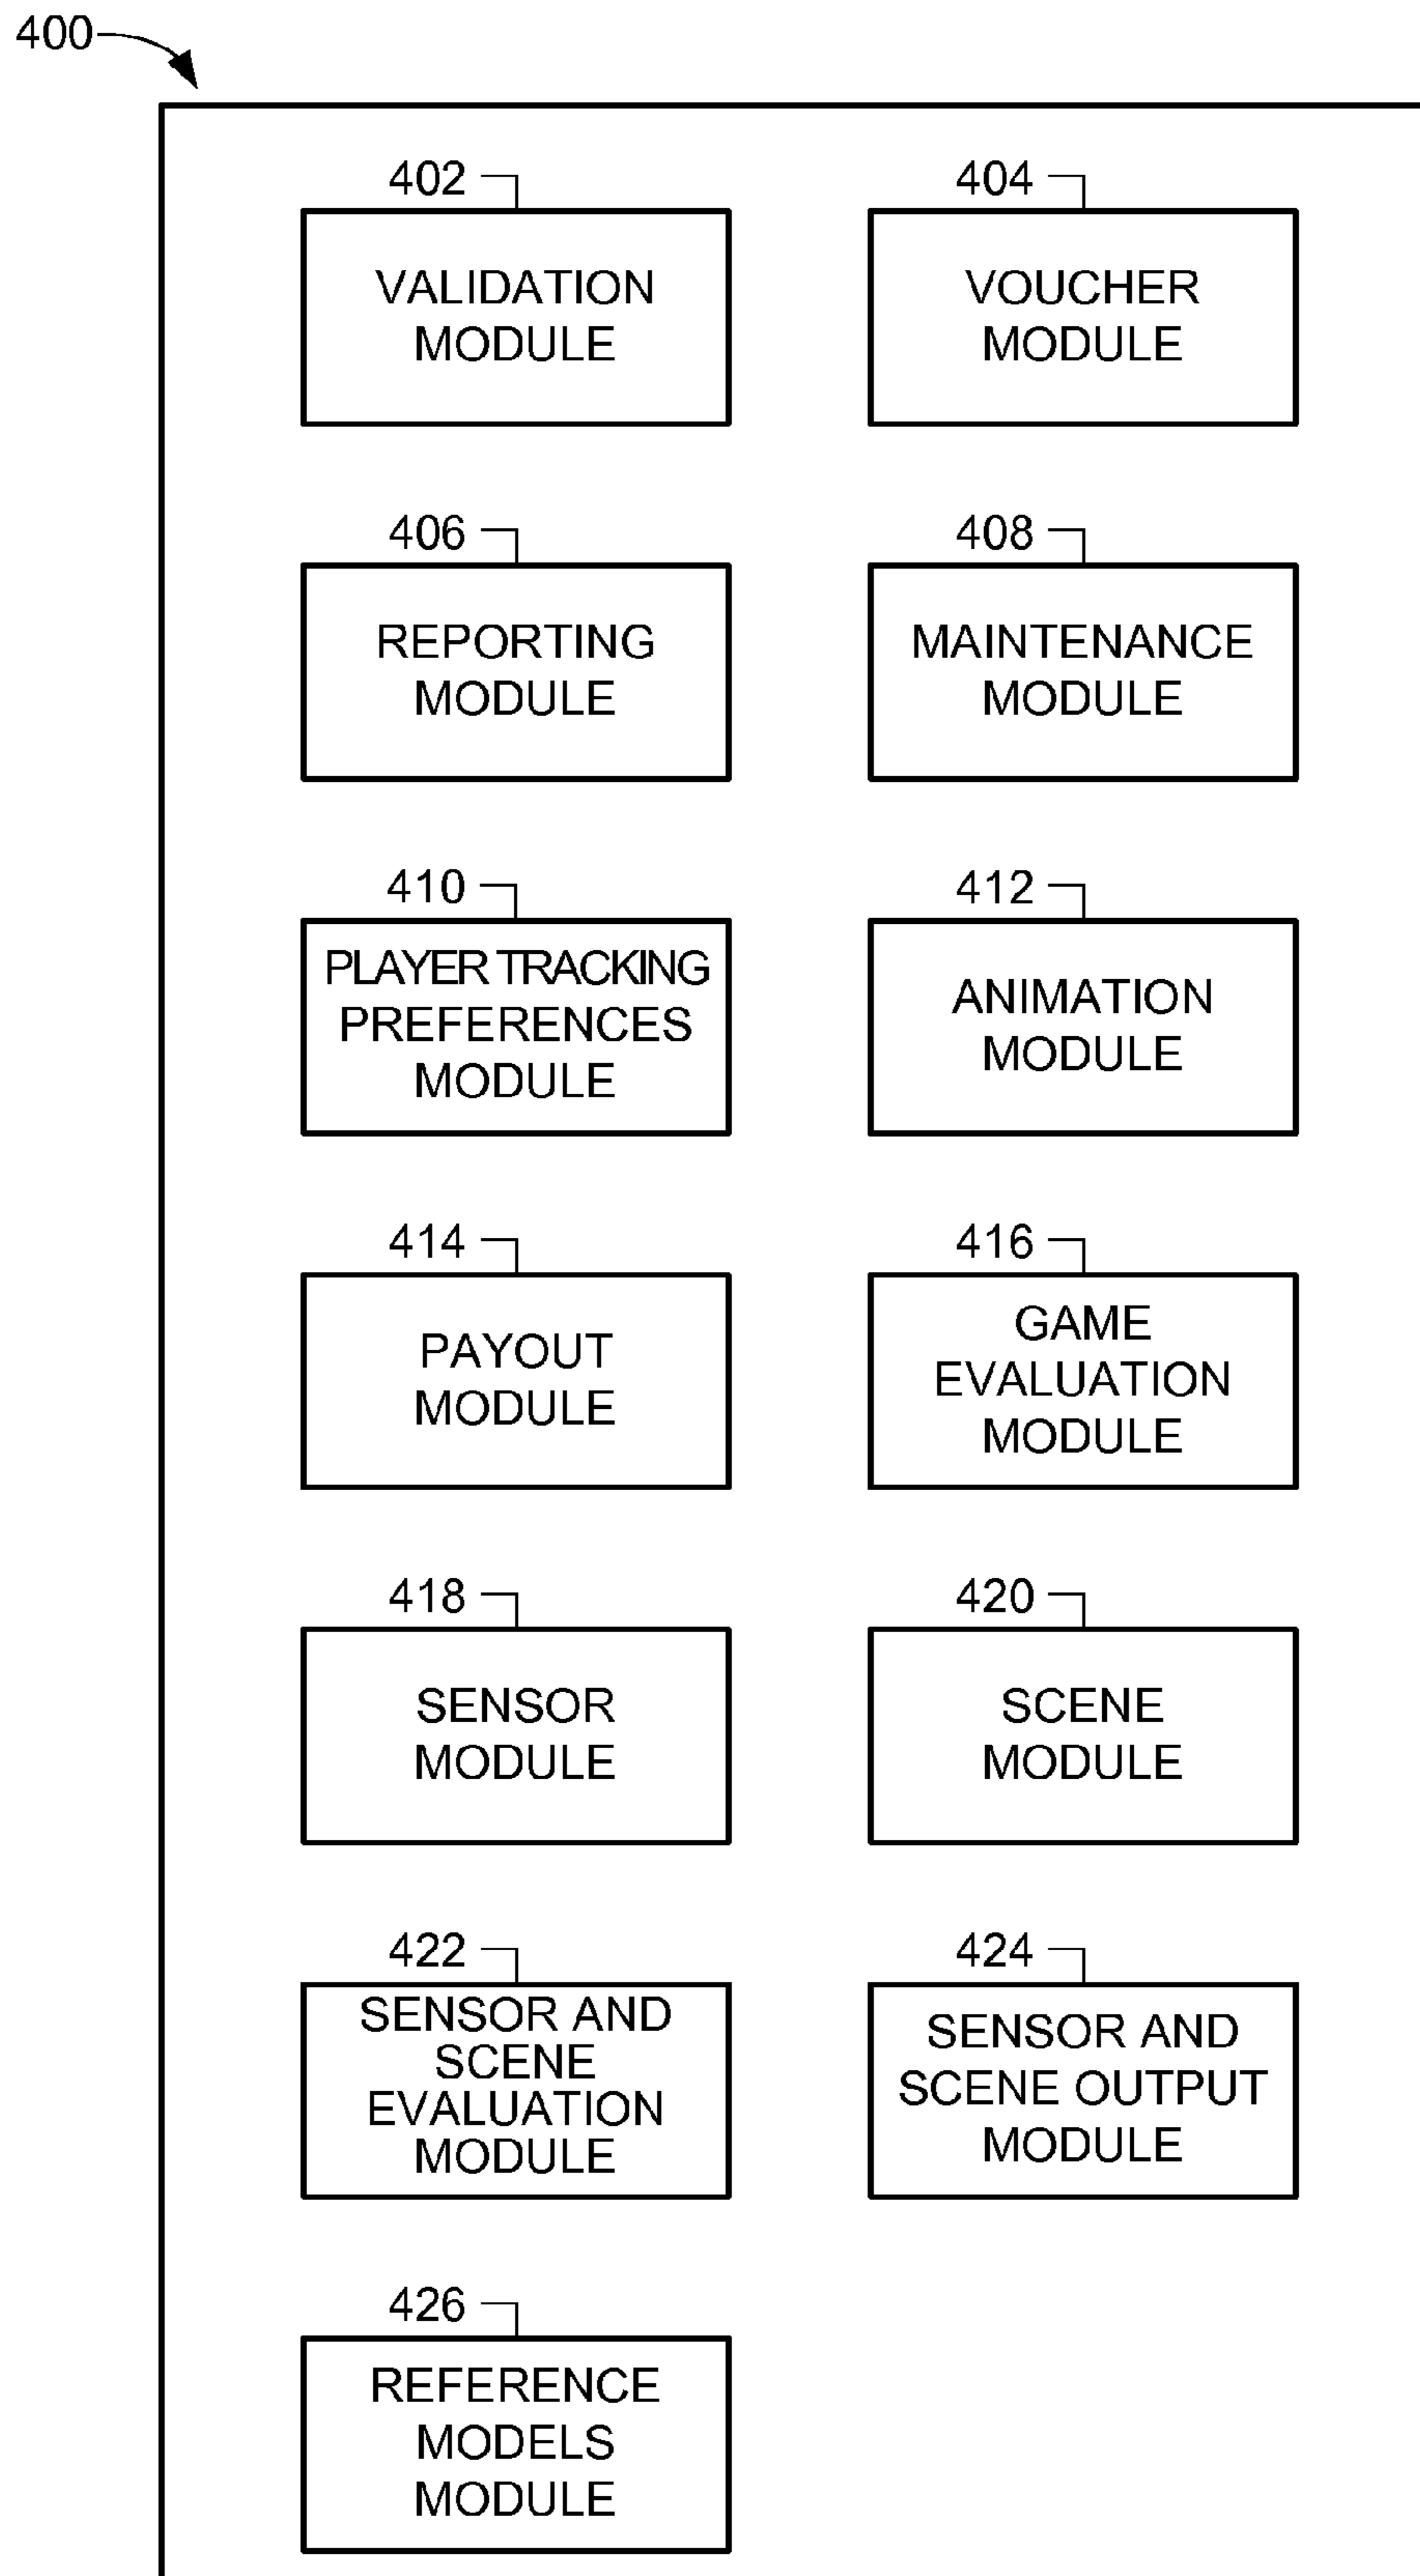 400
402
VALIDATION
MODULE
404
VOUCHER
MODULE
406
REPORTING
MODULE
408
MAINTENANCE
MODULE
410
PLAYER TRACKING
PREFERENCES
MODULE
412
ANIMATION
MODULE
414
PAYOUT
MODULE
416
GAME
EVALUATION
MODULE
418
SENSOR
MODULE
420
SCENE
MODULE
422
SENSOR AND
SCENE
EVALUATION
MODULE
424
SENSOR AND
SCENE OUTPUT
MODULE
426
REFERENCE
MODELS
MODULE